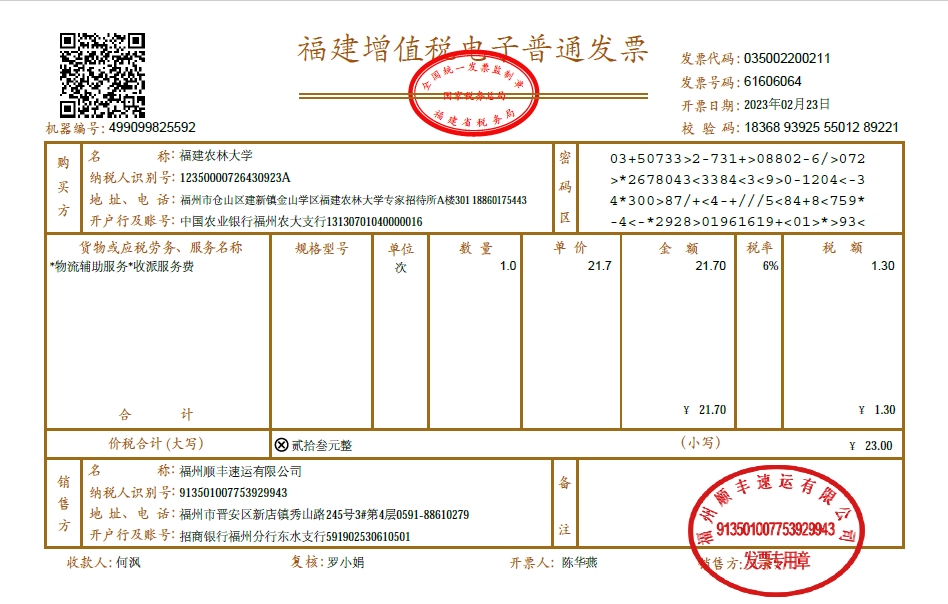 福建增值税电子普通发票
全国统一发票监制章
国家税务总局
福建省税务局
发票代码: 035002200211
发票号码: 61606064
开票日期: 2023年02月23日
机器编号: 499099825592
校 验 码: 18368 93925 55012 89221
购买方
名 称: 福建农林大学
纳税人识别号: 12350000726430923A
地 址、电 话: 福州市仓山区建新镇金山学区福建农林大学专家招待所A楼301 18860175443
开户行及账号: 中国农业银行福州农大支行13130701040000016
密码区
03+50733>2-731+>08802-6/>072
>*2678043<3384<3<9>0-1204<-3
4*300>87/+<4-+///5<84+8<759*
-4<-*2928>01961619+<01>*>93<
货物或应税劳务、服务名称 规格型号 单位 数 量 单 价 金 额 税率 税 额
*物流辅助服务*收派服务费 次 1.0 21.7 21.70 6% 1.30
合 计 ¥ 21.70 ¥ 1.30
价税合计(大写) ⊗贰拾叁元整 (小写) ¥ 23.00
销售方
名 称: 福州顺丰速运有限公司
纳税人识别号: 913501007753929943
地 址、电 话: 福州市晋安区新店镇秀山路245号3#第4层0591-88610279
开户行及账号: 招商银行福州分行东水支行591902530610501
备注
福州顺丰速运有限公司
913501007753929943
发票专用章
收款人: 何沨 复核: 罗小娟 开票人: 陈华燕 销售方: